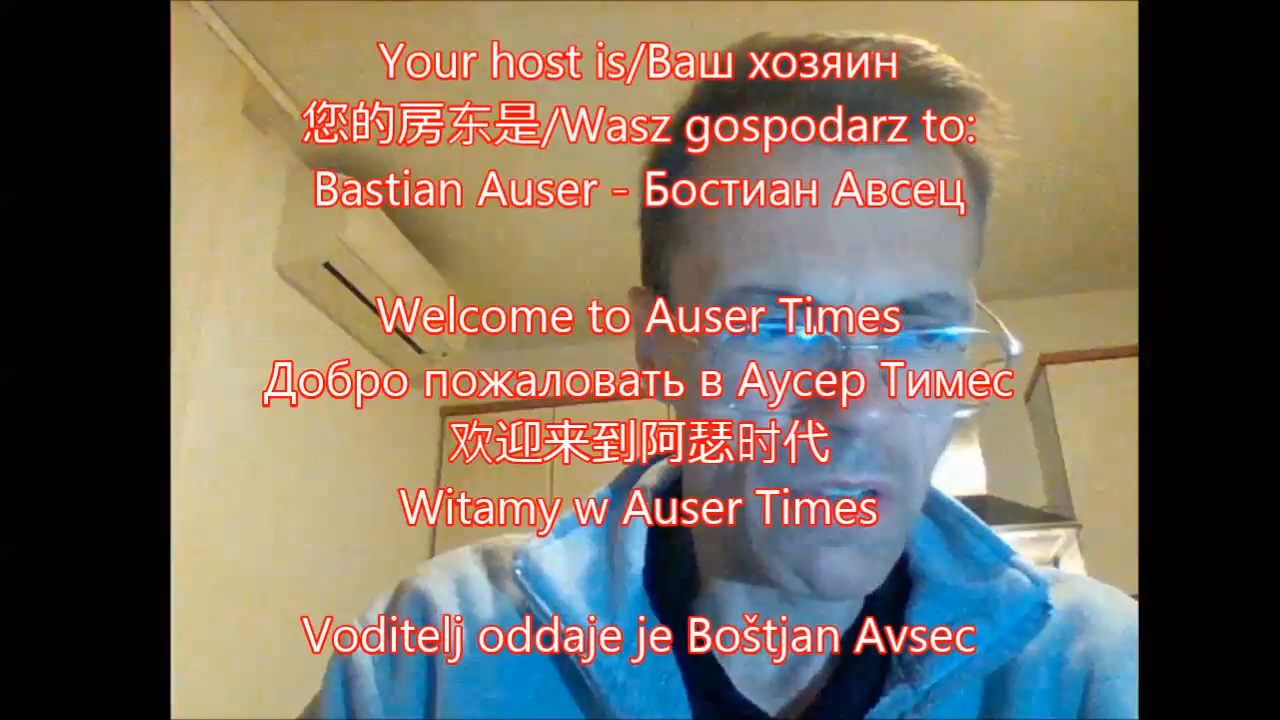 Your host is/Ваш хозяин
您的房东是/Wasz gospodarz to:
Bastian Auser - Бостиан Авсец
Welcome to Auser Times
Добро пожаловать в Аусер Тимес
欢迎来到阿瑟时代
Witamy w Auser Times
Voditelj oddaje je Boštjan Avsec